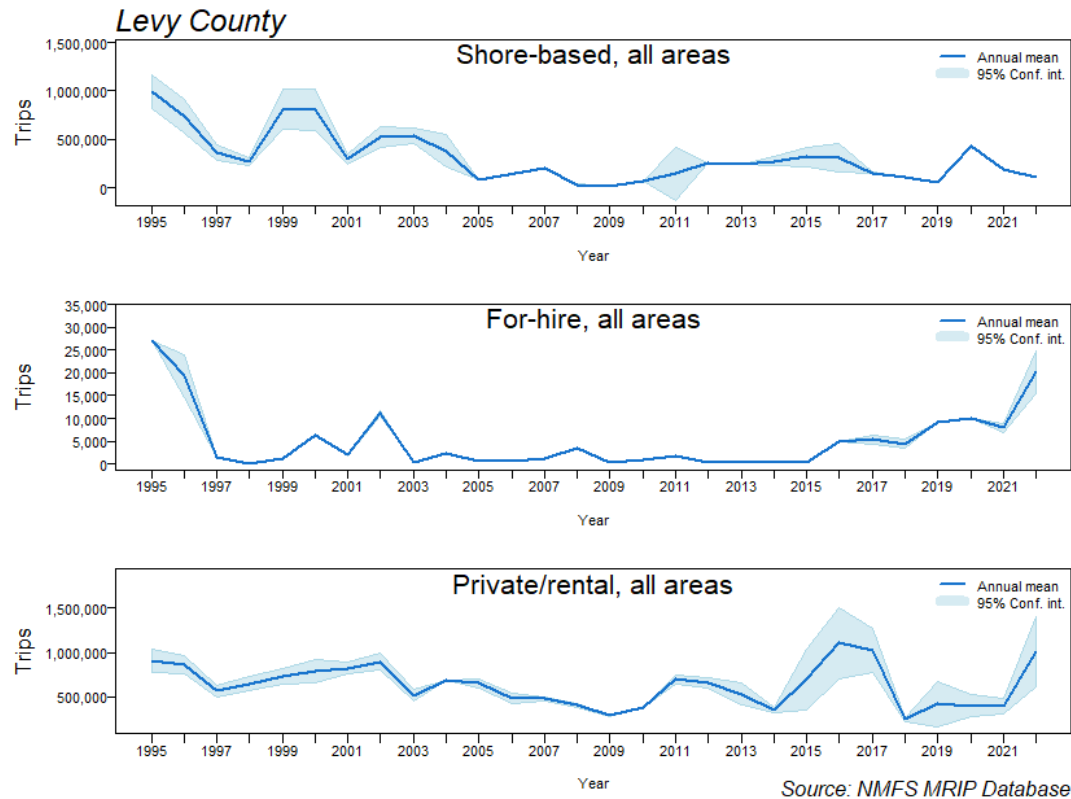 Levy County
Shore-based, all areas
Annual mean
95% Conf. int.
Trips
1,500,000
1,000,000
500,000
0
1995 1997 1999 2001 2003 2005 2007 2009 2011 2013 2015 2017 2019 2021
Year
For-hire, all areas
Annual mean
95% Conf. int.
Trips
35,000
30,000
25,000
20,000
15,000
10,000
5,000
0
1995 1997 1999 2001 2003 2005 2007 2009 2011 2013 2015 2017 2019 2021
Year
Private/rental, all areas
Annual mean
95% Conf. int.
Trips
1,500,000
1,000,000
500,000
1995 1997 1999 2001 2003 2005 2007 2009 2011 2013 2015 2017 2019 2021
Year
Source: NMFS MRIP Database